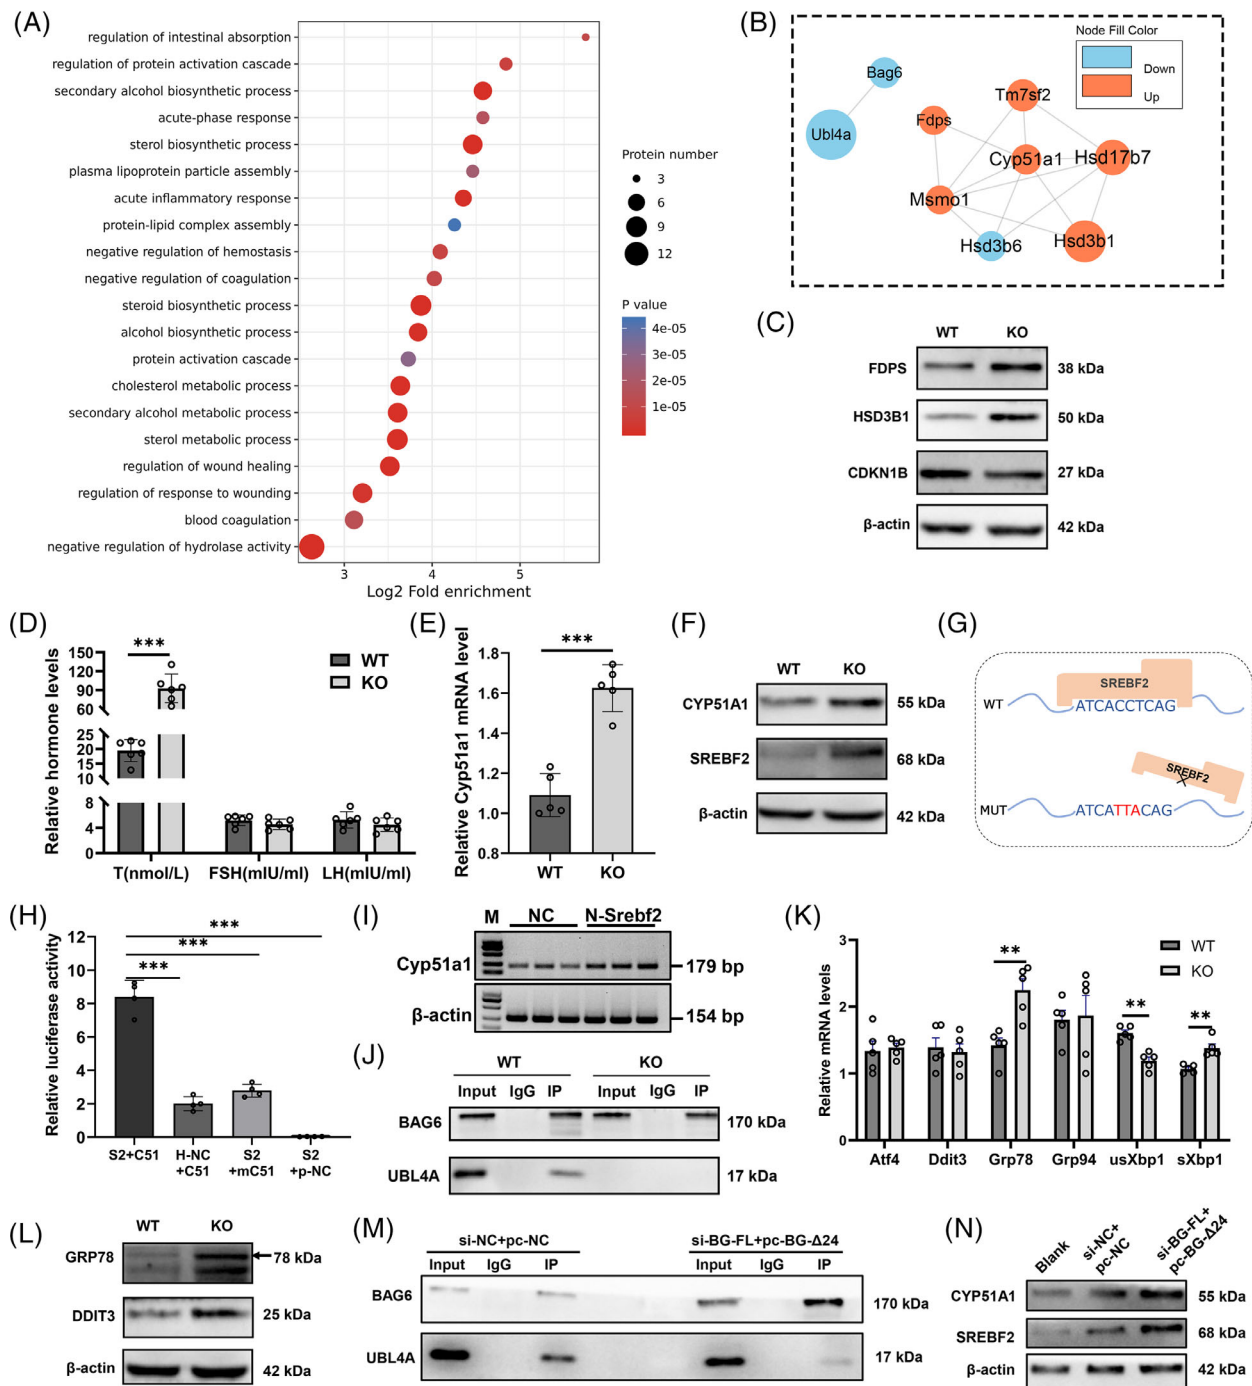 (A)
regulation of intestinal absorption
regulation of protein activation cascade
secondary alcohol biosynthetic process
acute-phase response
sterol biosynthetic process
plasma lipoprotein particle assembly
acute inflammatory response
protein-lipid complex assembly
negative regulation of hemostasis
negative regulation of coagulation
steroid biosynthetic process
alcohol biosynthetic process
protein activation cascade
cholesterol metabolic process
secondary alcohol metabolic process
sterol metabolic process
regulation of wound healing
regulation of response to wounding
blood coagulation
negative regulation of hydrolase activity
3 4 5
Log2 Fold enrichment
Protein number
3
6
9
12
P value
4e-05
3e-05
2e-05
1e-05
(B)
Node Fill Color
Down
Up
Bag6
Ubl4a
Tm7sf2
Fdps
Cyp51a1
Hsd17b7
Msmo1
Hsd3b6
Hsd3b1
(C)
WT KO
FDPS 38 kDa
HSD3B1 50 kDa
CDKN1B 27 kDa
β-actin 42 kDa
(D)
Relative hormone levels
150
120
90
60
25
20
15
10
8
4
0
***
WT
KO
T(nmol/L) FSH(mIU/ml) LH(mIU/ml)
(E)
Relative Cyp51a1 mRNA level
1.8
1.6
1.4
1.2
1.0
0.8
***
WT KO
(F)
WT KO
CYP51A1 55 kDa
SREBF2 68 kDa
β-actin 42 kDa
(G)
SREBF2
WT ATCACCTCAG
SREBF2
MUT ATCATTACAG
(H)
Relative luciferase activity
12
10
8
6
4
2
0
***
***
***
S2+C51 H-NC +C51 S2 +mC51 S2 +p-NC
(I)
M NC N-Srebf2
Cyp51a1 179 bp
β-actin 154 bp
(J)
WT KO
Input IgG IP Input IgG IP
BAG6 170 kDa
UBL4A 17 kDa
(K)
Relative mRNA levels
3
2
1
0
** ** **
WT
KO
Atf4 Ddit3 Grp78 Grp94 usXbp1 sXbp1
(L)
WT KO
GRP78 78 kDa
DDIT3 25 kDa
β-actin 42 kDa
(M)
si-NC+pc-NC si-BG-FL+pc-BG-Δ24
Input IgG IP Input IgG IP
BAG6 170 kDa
UBL4A 17 kDa
(N)
Blank si-NC+ pc-NC si-BG-FL+ pc-BG-Δ24
CYP51A1 55 kDa
SREBF2 68 kDa
β-actin 42 kDa